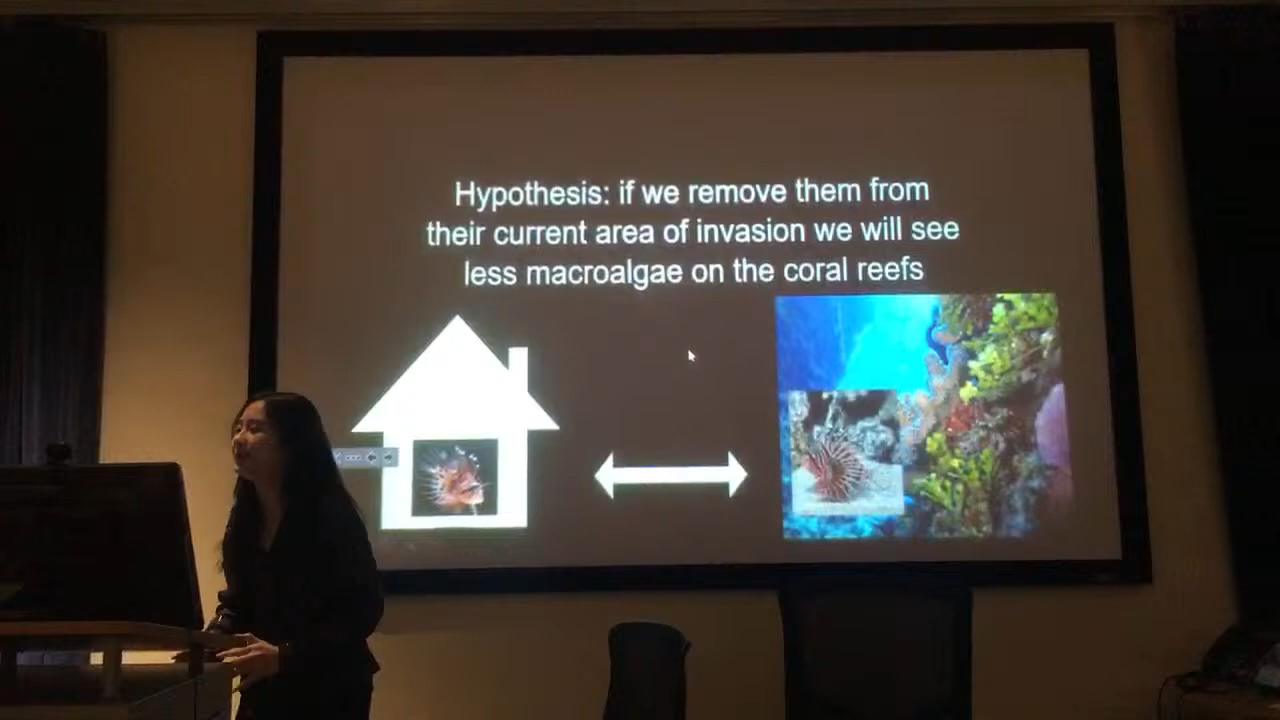 Hypothesis: if we remove them from
their current area of invasion we will see
less macroalgae on the coral reefs